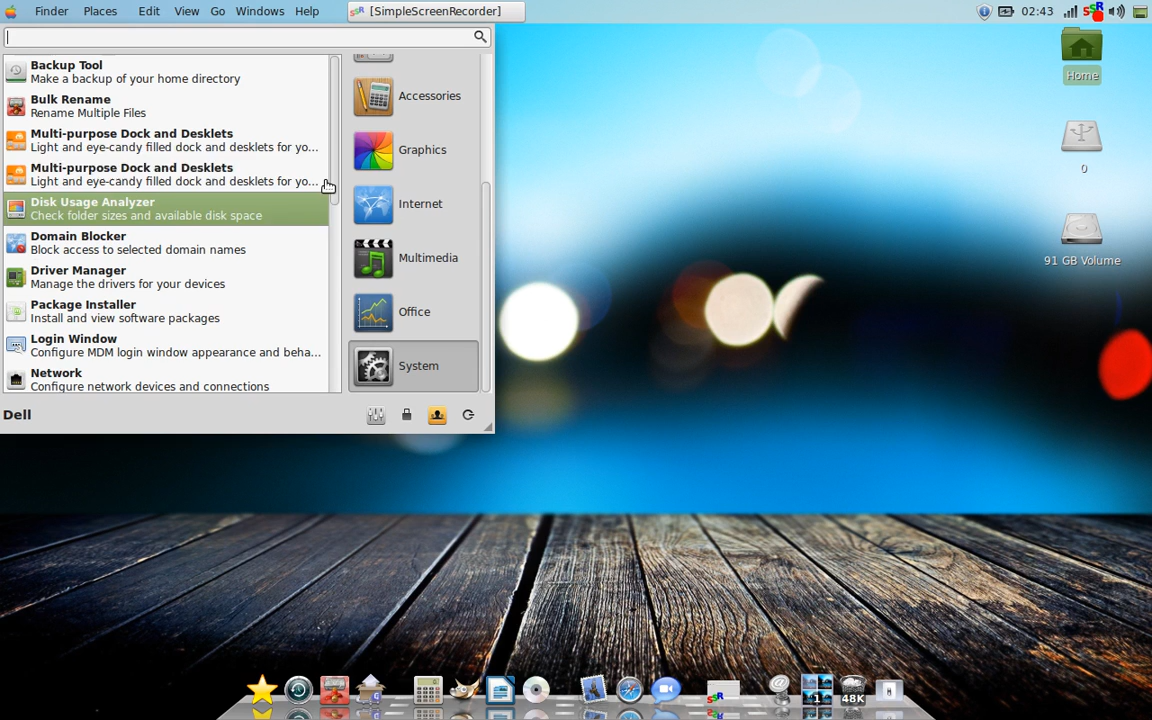 Finder Places Edit View Go Windows Help [SimpleScreenRecorder] 02:43
Backup Tool
Make a backup of your home directory
Bulk Rename
Rename Multiple Files
Multi-purpose Dock and Desklets
Light and eye-candy filled dock and desklets for yo...
Multi-purpose Dock and Desklets
Light and eye-candy filled dock and desklets for yo...
Disk Usage Analyzer
Check folder sizes and available disk space
Domain Blocker
Block access to selected domain names
Driver Manager
Manage the drivers for your devices
Package Installer
Install and view software packages
Login Window
Configure MDM login window appearance and beha...
Network
Configure network devices and connections
Accessories
Graphics
Internet
Multimedia
Office
System
Dell
Home
0
91 GB Volume
SSR
1
48K